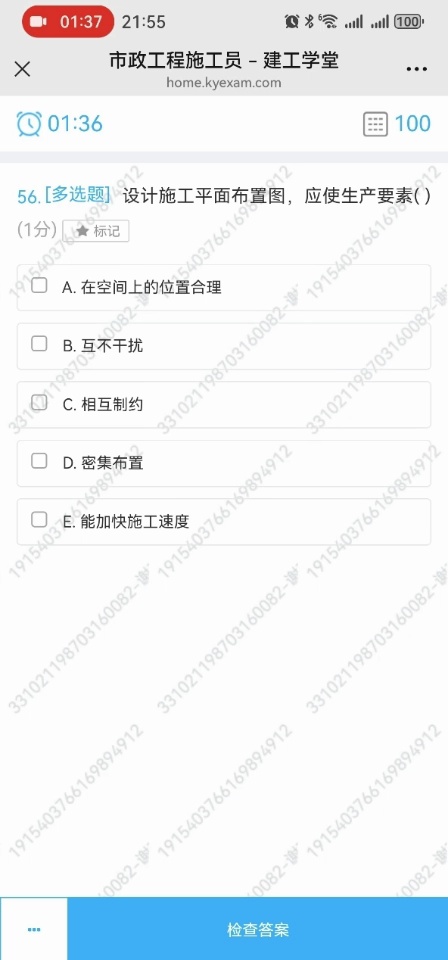 01:37 21:55 100
市政工程施工员 – 建工学堂
home.kyexam.com
01:36 100
56. [多选题] 设计施工平面布置图，应使生产要素( )
(1分) ★ 标记
A. 在空间上的位置合理
B. 互不干扰
C. 相互制约
D. 密集布置
E. 能加快施工速度
检查答案